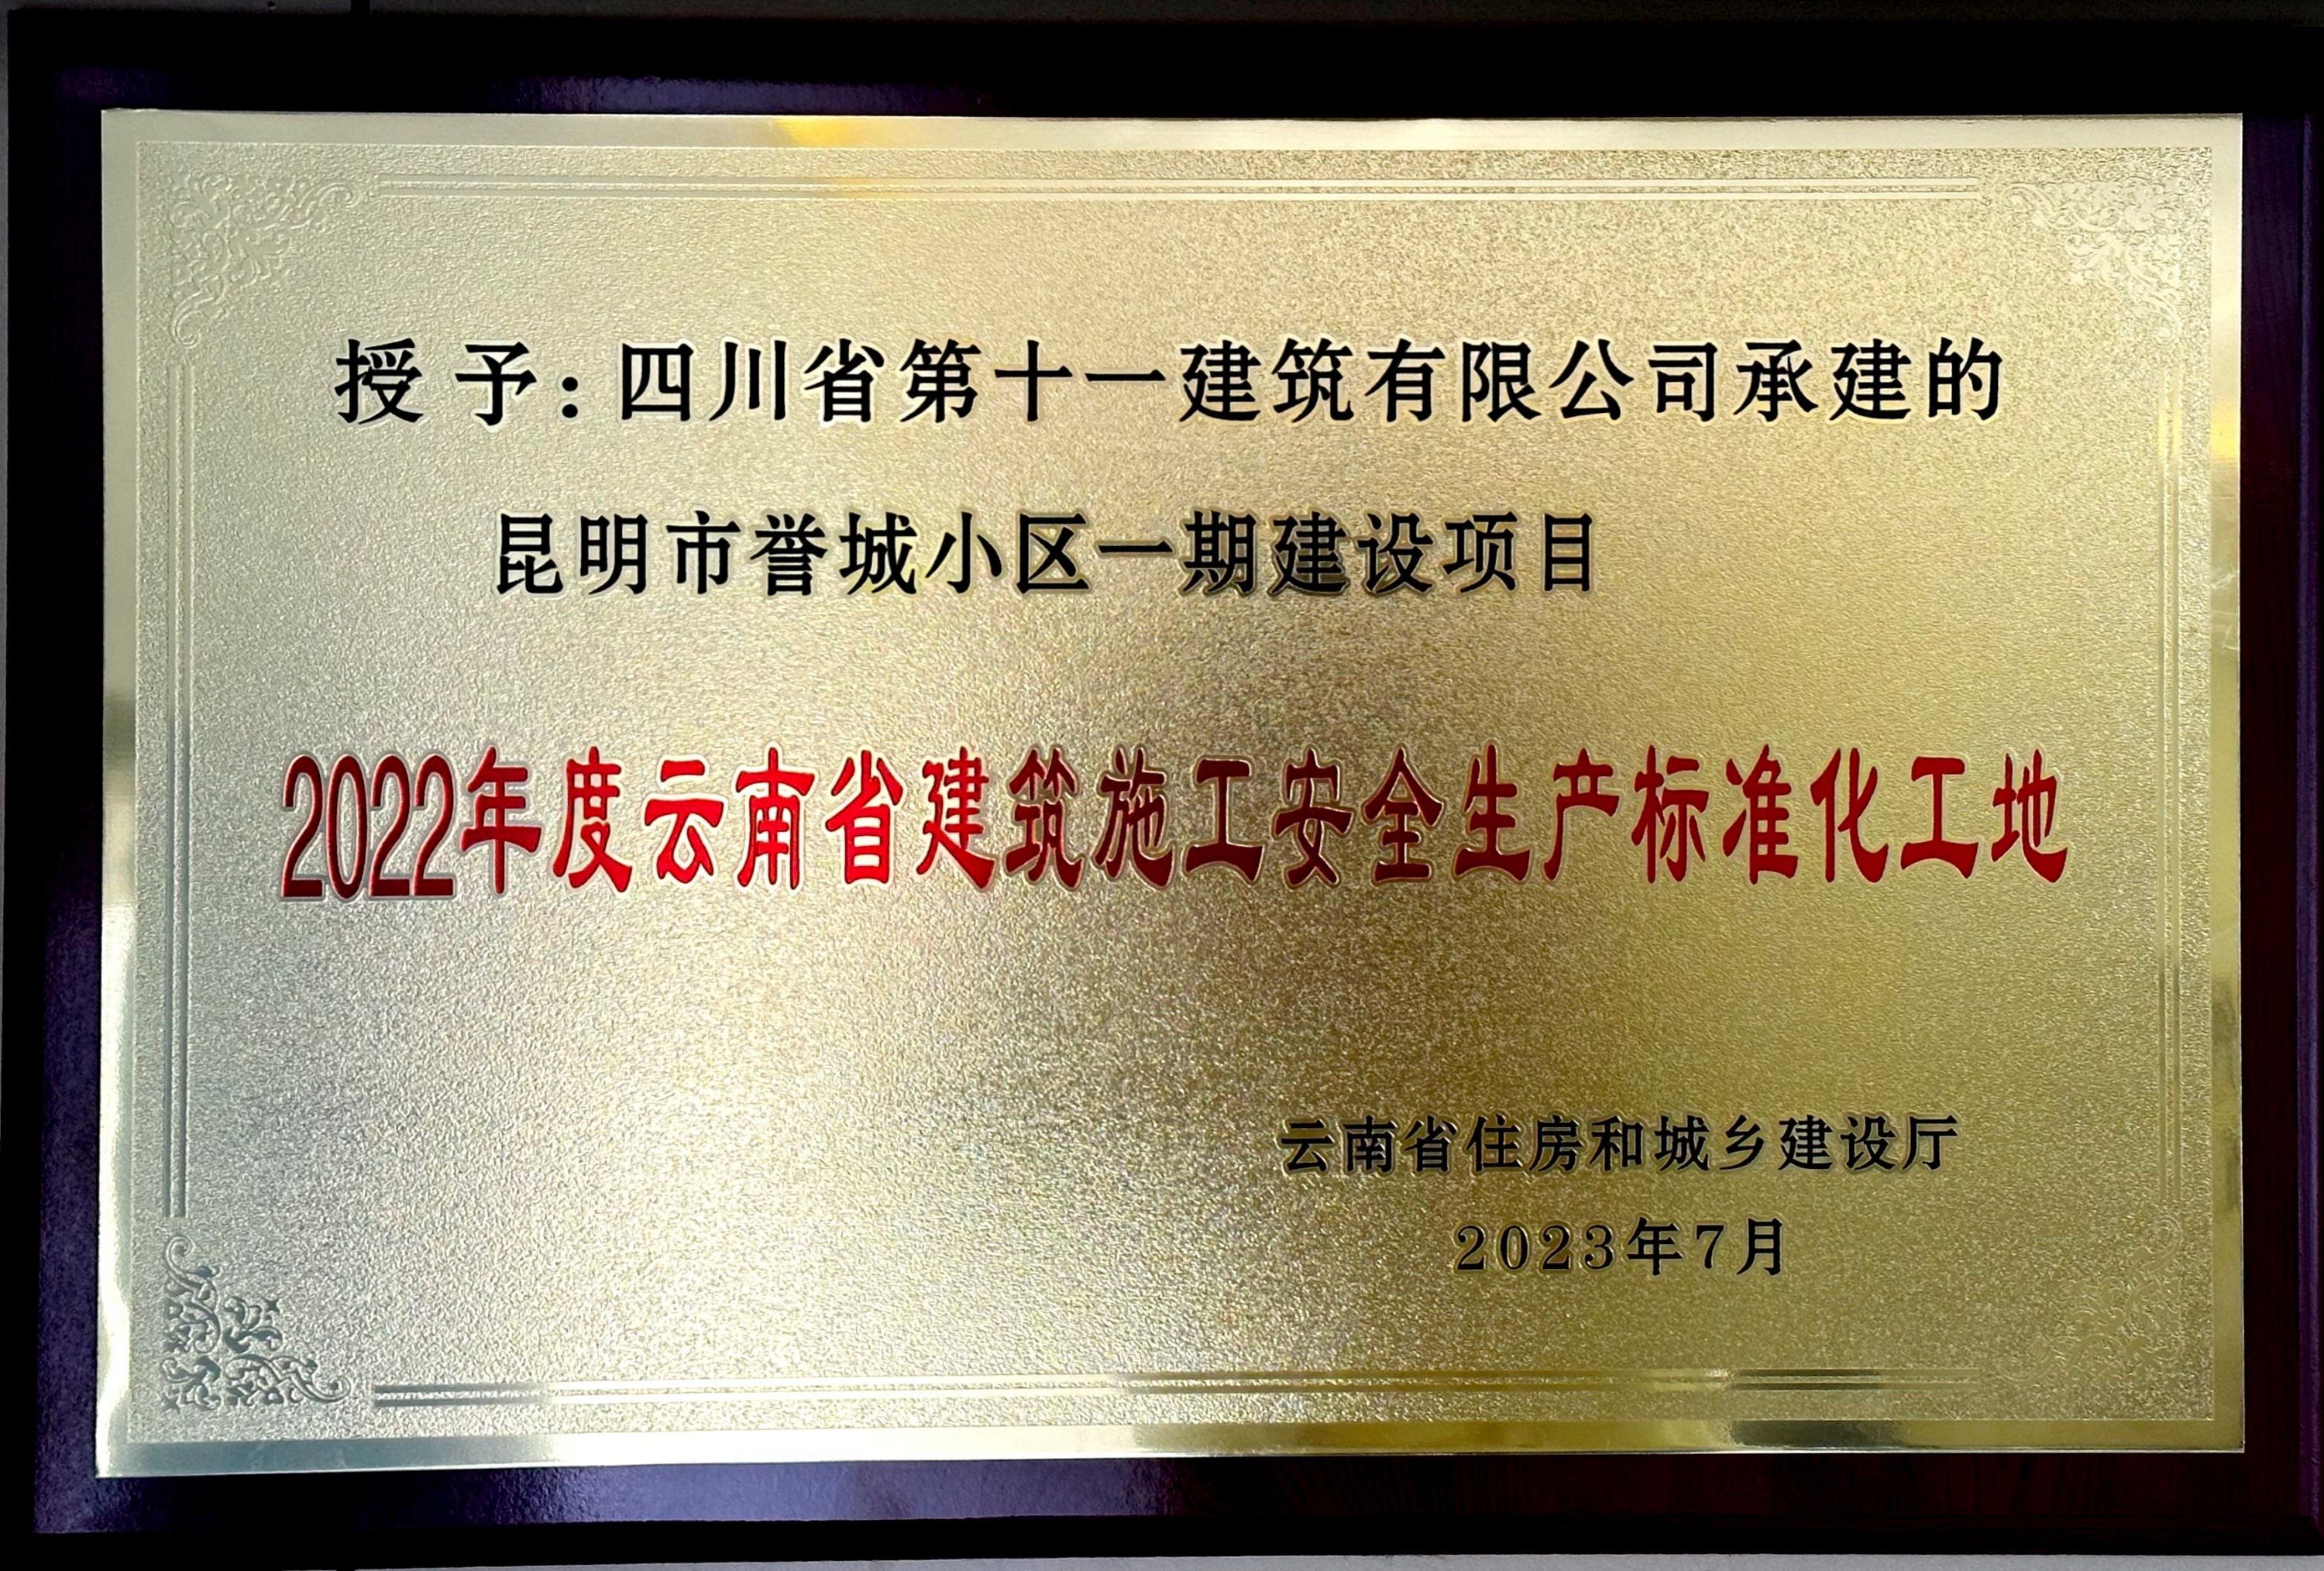 授 予:四川省第十一建筑有限公司承建的
昆明市誉城小区一期建设项目
2022年度云南省建筑施工安全生产标准化工地
云南省住房和城乡建设厅
2023年7月